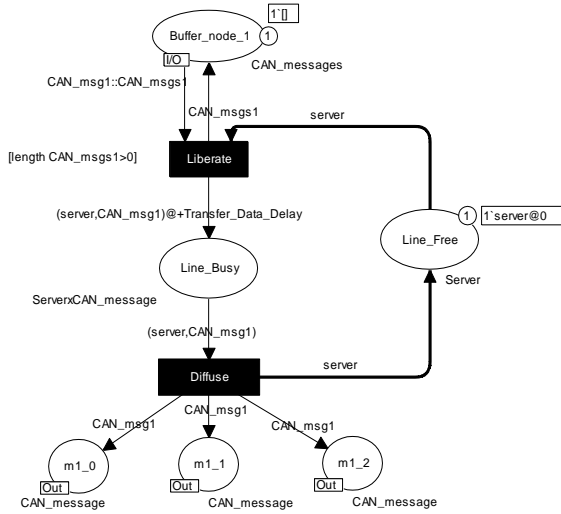 1`[]
Buffer_node_1
1
I/O
CAN_messages
CAN_msg1::CAN_msgs1
CAN_msgs1
server
[length CAN_msgs1>0]
Liberate
(server,CAN_msg1)@+Transfer_Data_Delay
1
1`server@0
Line_Free
Line_Busy
Server
ServerxCAN_message
(server,CAN_msg1)
server
Diffuse
CAN_msg1
CAN_msg1
CAN_msg1
m1_0
m1_1
m1_2
Out
Out
Out
CAN_message
CAN_message
CAN_message